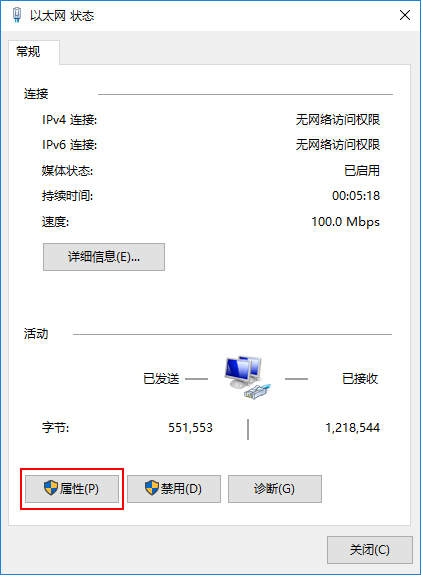 以太网 状态
常规
连接
IPv4 连接: 无网络访问权限
IPv6 连接: 无网络访问权限
媒体状态: 已启用
持续时间: 00:05:18
速度: 100.0 Mbps
详细信息(E)...
活动
已发送 已接收
字节: 551,553 1,218,544
属性(P) 禁用(D) 诊断(G)
关闭(C)